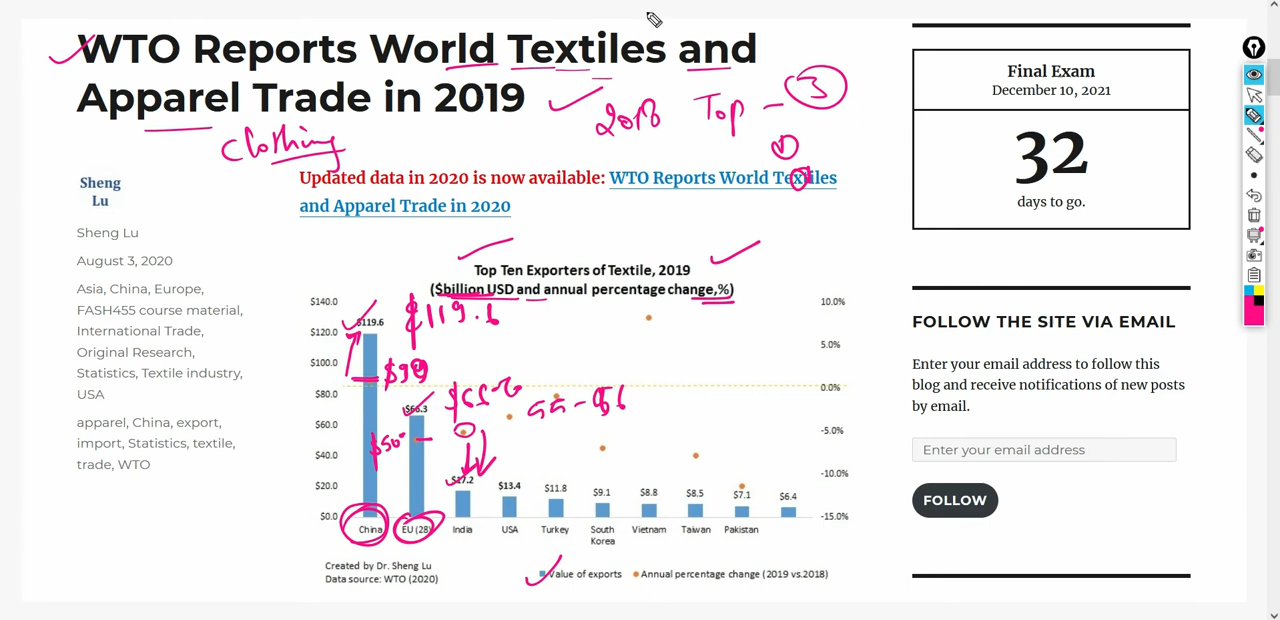 WTO Reports World Textiles and
Apparel Trade in 2019
2018 Top - 3
Clothing
Sheng
Lu
Updated data in 2020 is now available: WTO Reports World Textiles
and Apparel Trade in 2020
Sheng Lu
August 3, 2020
Asia, China, Europe,
FASH455 course material,
International Trade,
Original Research,
Statistics, Textile industry,
USA
apparel, China, export,
import, Statistics, textile,
trade, WTO
Top Ten Exporters of Textile, 2019
($billion USD and annual percentage change,%)
$140.0
$120.0
$100.0
$80.0
$60.0
$40.0
$20.0
$0.0
10.0%
5.0%
0.0%
-5.0%
-10.0%
-15.0%
$119.6
$119.6
$66.3
$17.2
$13.4
$11.8
$9.1
$8.8
$8.5
$7.1
$6.4
China
EU (28)
India
USA
Turkey
South
Korea
Vietnam
Taiwan
Pakistan
Created by Dr. Sheng Lu
Data source: WTO (2020)
Value of exports
Annual percentage change (2019 vs.2018)
Final Exam
December 10, 2021
32
days to go.
FOLLOW THE SITE VIA EMAIL
Enter your email address to follow this
blog and receive notifications of new posts
by email.
Enter your email address
FOLLOW